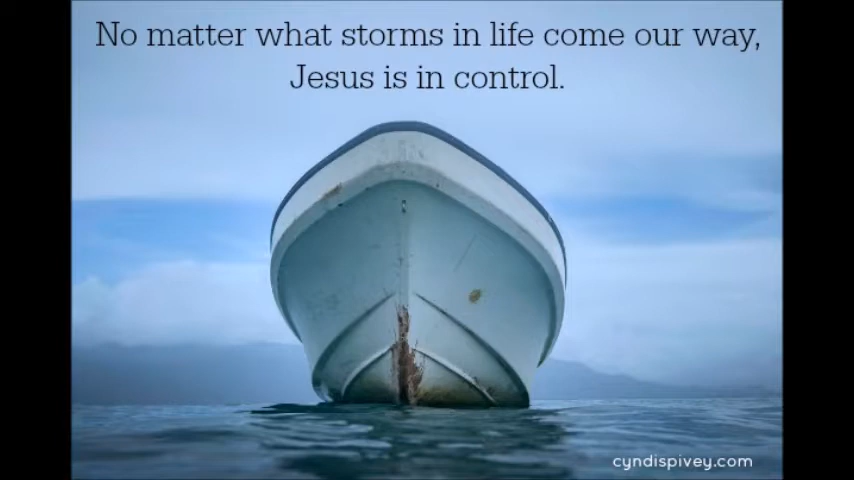 No matter what storms in life come our way,
Jesus is in control.
cyndispivey.com